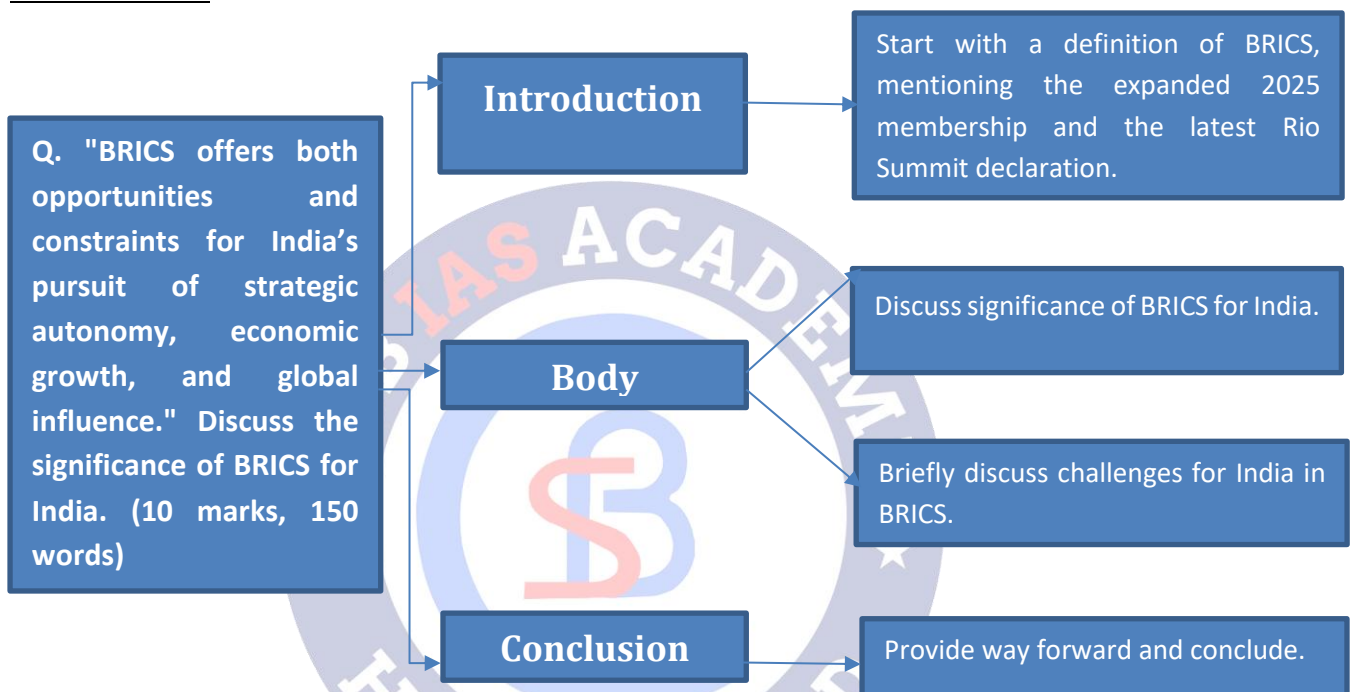 Q. "BRICS offers both
opportunities and
constraints for India’s
pursuit of strategic
autonomy, economic
growth, and global
influence." Discuss the
significance of BRICS for
India. (10 marks, 150
words)
Introduction
Start with a definition of BRICS,
mentioning the expanded 2025
membership and the latest Rio
Summit declaration.
Body
Discuss significance of BRICS for India.
Briefly discuss challenges for India in
BRICS.
Conclusion
Provide way forward and conclude.
IAS ACADEM
SB